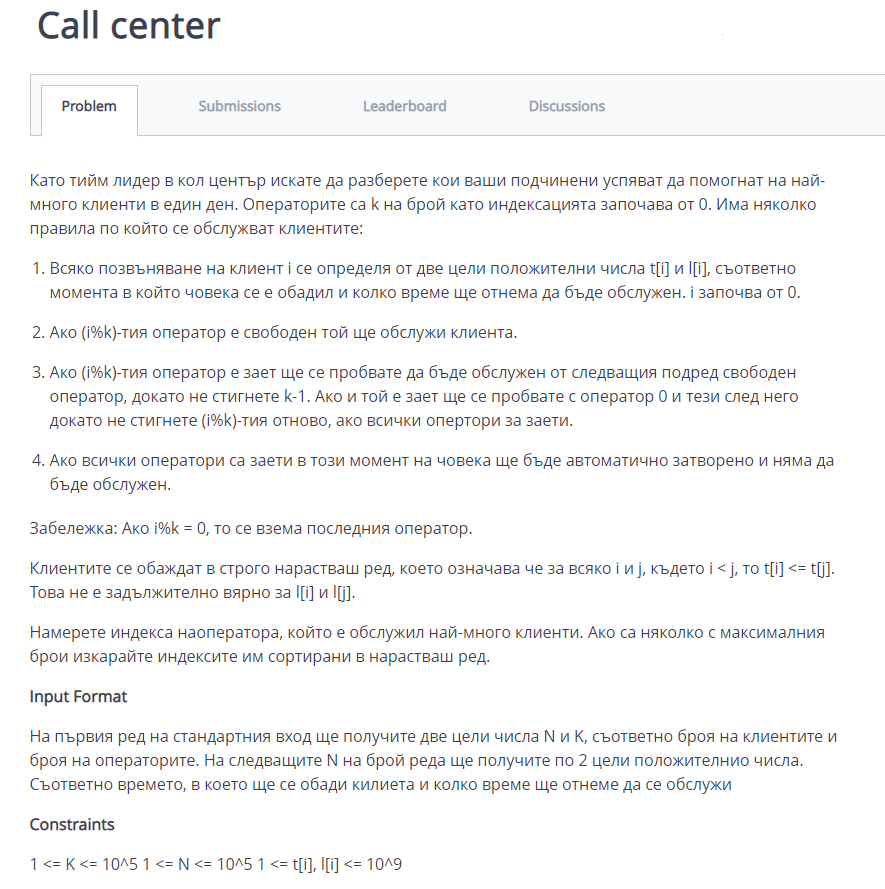 Call center
Problem
Submissions
Leaderboard
Discussions
Като тийм лидер в кол център искате да разберете кои ваши подчинени успяват да помогнат на най-
много клиенти в един ден. Операторите са k на брой като индексацията започава от 0. Има няколко
правила по който се обслужват клиентите:
1. Всяко позвъняване на клиент i се определя от две цели положителни числа t[i] и l[i], съответно
момента в който човека се е обадил и колко време ще отнема да бъде обслужен. i започва от 0.
2. Ако (i%k)-тия оператор е свободен той ще обслужи клиента.
3. Ако (i%k)-тия оператор е зает ще се пробвате да бъде обслужен от следващия подред свободен
оператор, докато не стигнете k-1. Ако и той е зает ще се пробвате с оператор 0 и тези след него
докато не стигнете (i%k)-тия отново, ако всички опертори за заети.
4. Ако всички оператори са заети в този момент на човека ще бъде автоматично затворено и няма да
бъде обслужен.
Забележка: Ако i%k = 0, то се взема последния оператор.
Клиентите се обаждат в строго нарастваш ред, което означава че за всяко i и j, където i < j, то t[i] <= t[j].
Това не е задължително вярно за l[i] и l[j].
Намерете индекса наоператора, който е обслужил най-много клиенти. Ако са няколко с максималния
брои изкарайте индексите им сортирани в нарастваш ред.
Input Format
На първия ред на стандартния вход ще получите две цели числа N и K, съответно броя на клиентите и
броя на операторите. На следващите N на брой реда ще получите по 2 цели положителнио числа.
Съответно времето, в което ще се обади килиета и колко време ще отнеме да се обслужи
Constraints
1 <= K <= 10^5 1 <= N <= 10^5 1 <= t[i], l[i] <= 10^9